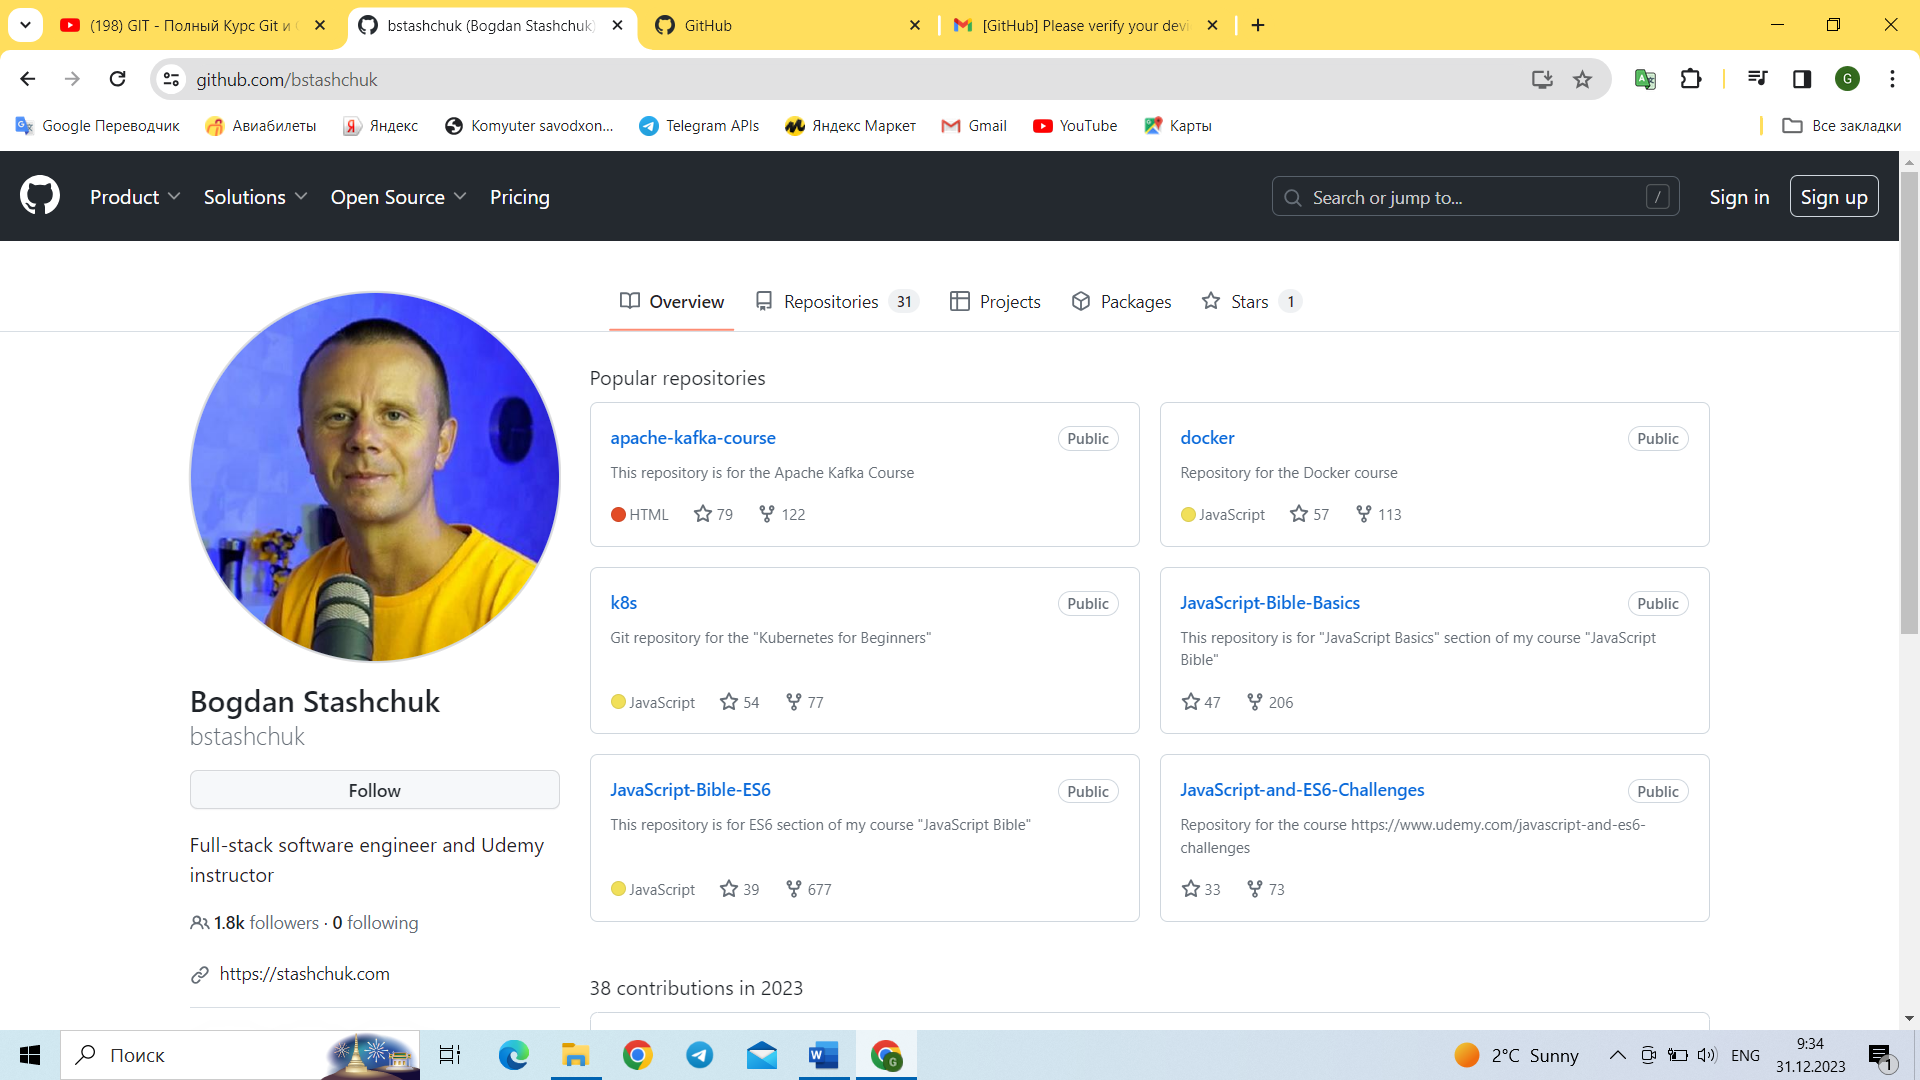 (198) GIT - Полный Курс Git и
bstashchuk (Bogdan Stashchuk)
GitHub
[GitHub] Please verify your devi
github.com/bstashchuk
G
Google Переводчик
Авиабилеты
Яндекс
Komyuter savodxon...
Telegram APIs
Яндекс Маркет
Gmail
YouTube
Карты
Все закладки
Product
Solutions
Open Source
Pricing
Search or jump to...
/
Sign in
Sign up
Overview
Repositories 31
Projects
Packages
Stars 1
Popular repositories
apache-kafka-course
Public
This repository is for the Apache Kafka Course
HTML 79 122
docker
Public
Repository for the Docker course
JavaScript 57 113
k8s
Public
Git repository for the "Kubernetes for Beginners"
JavaScript 54 77
JavaScript-Bible-Basics
Public
This repository is for "JavaScript Basics" section of my course "JavaScript
Bible"
47 206
JavaScript-Bible-ES6
Public
This repository is for ES6 section of my course "JavaScript Bible"
JavaScript 39 677
JavaScript-and-ES6-Challenges
Public
Repository for the course https://www.udemy.com/javascript-and-es6-
challenges
33 73
Bogdan Stashchuk
bstashchuk
Follow
Full-stack software engineer and Udemy
instructor
1.8k followers · 0 following
https://stashchuk.com
38 contributions in 2023
Поиск
2°C Sunny
ENG
9:34
31.12.2023
1